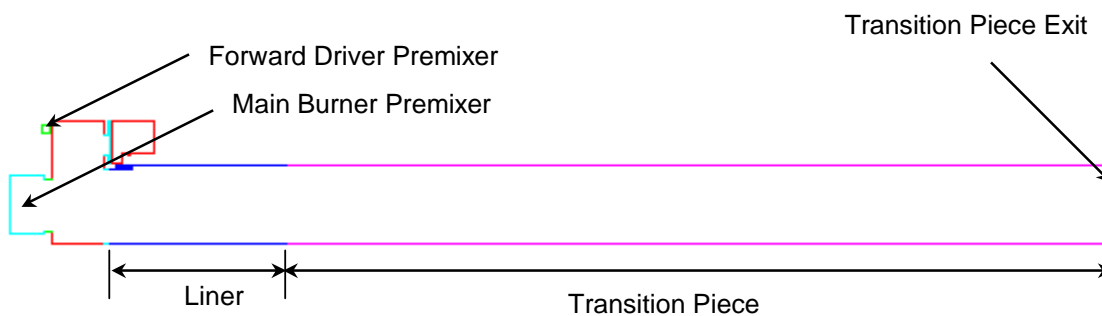 Transition Piece Exit
Forward Driver Premixer
Main Burner Premixer
Liner
Transition Piece